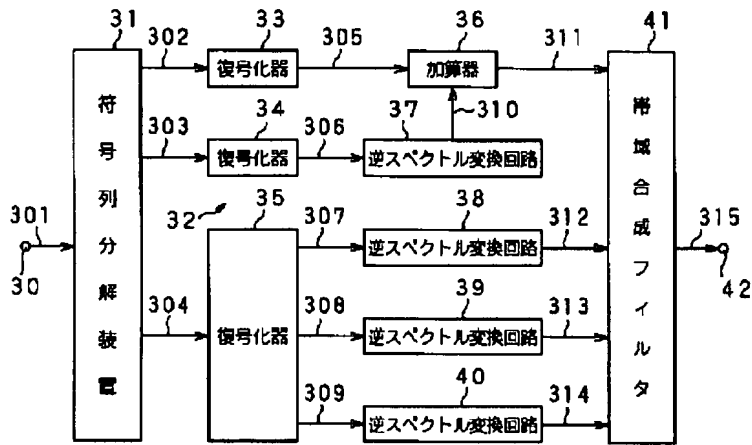 31
302
33
305
36
311
41
復号化器
加算器
符号列分解装置
303
34
306
37
310
復号化器
逆スペクトル変換回路
帯域合成フィルタ
301
30
32
35
307
38
312
逆スペクトル変換回路
315
42
304
復号化器
308
39
313
逆スペクトル変換回路
309
40
314
逆スペクトル変換回路